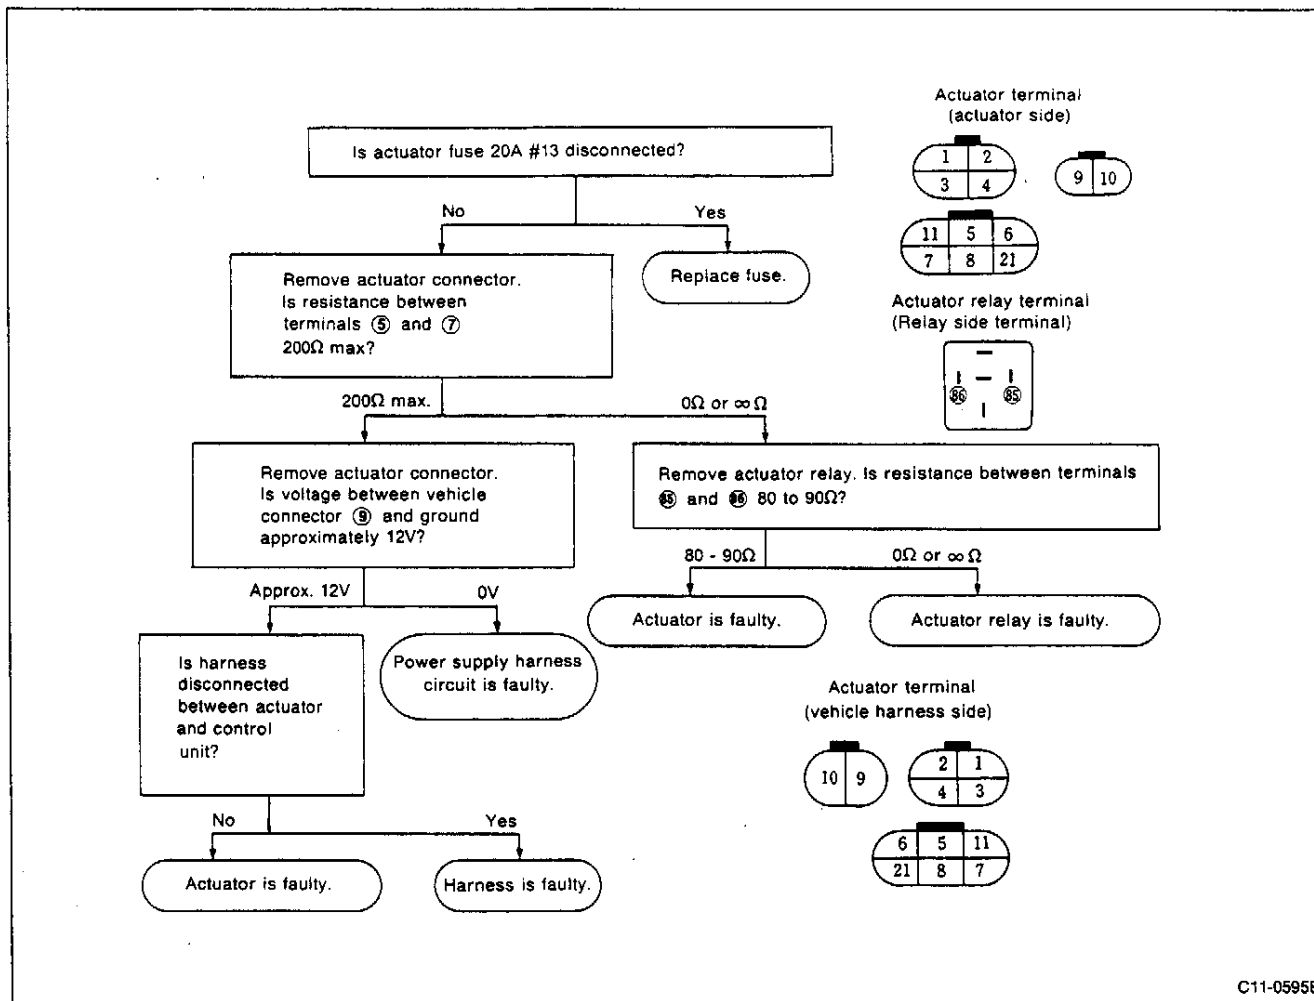 Actuator terminal
(actuator side)
Is actuator fuse 20A #13 disconnected?
1 2
3 4
9 10
No
Yes
11 5 6
7 8 21
Remove actuator connector.
Is resistance between
terminals ⑤ and ⑦
200Ω max?
Replace fuse.
Actuator relay terminal
(Relay side terminal)
86 85
200Ω max.
0Ω or ∞ Ω
Remove actuator connector.
Is voltage between vehicle
connector ⑨ and ground
approximately 12V?
Remove actuator relay. Is resistance between terminals
85 and 86 80 to 90Ω?
Approx. 12V
0V
80 - 90Ω
0Ω or ∞ Ω
Actuator is faulty.
Actuator relay is faulty.
Is harness
disconnected
between actuator
and control
unit?
Power supply harness
circuit is faulty.
Actuator terminal
(vehicle harness side)
10 9
2 1
4 3
No
Yes
6 5 11
21 8 7
Actuator is faulty.
Harness is faulty.